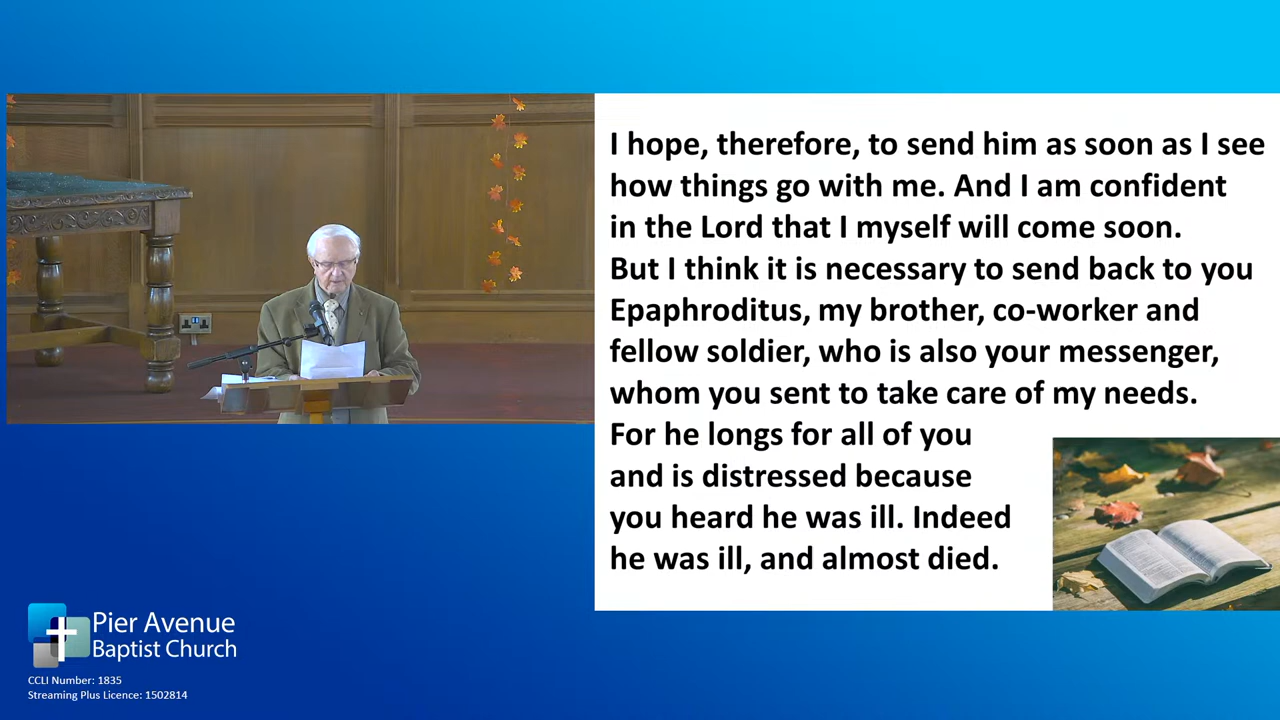 I hope, therefore, to send him as soon as I see
how things go with me. And I am confident
in the Lord that I myself will come soon.
But I think it is necessary to send back to you
Epaphroditus, my brother, co-worker and
fellow soldier, who is also your messenger,
whom you sent to take care of my needs.
For he longs for all of you
and is distressed because
you heard he was ill. Indeed
he was ill, and almost died.
Pier Avenue
Baptist Church
CCLI Number: 1835
Streaming Plus Licence: 1502814